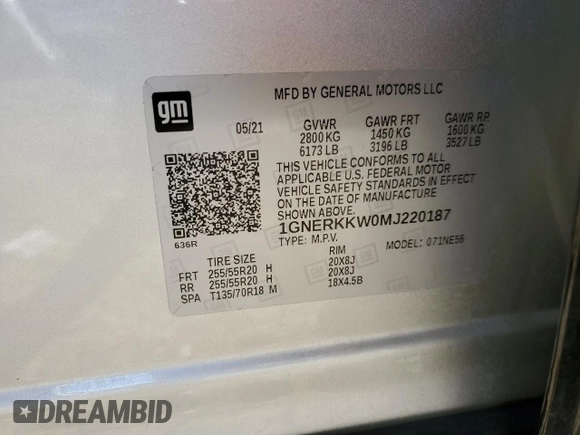 gm
MFD BY GENERAL MOTORS LLC
05/21 GVWR GAWR FRT GAWR RR
2800 KG 1450 KG 1600 KG
6173 LB 3196 LB 3527 LB
THIS VEHICLE CONFORMS TO ALL
APPLICABLE U.S. FEDERAL MOTOR
VEHICLE SAFETY STANDARDS IN EFFECT
ON THE DATE OF MANUFACTURE
SHOWN ABOVE.
1GNERKKW0MJ220187
636R
TYPE: M.P.V. MODEL: 071NE56
TIRE SIZE RIM
FRT 255/55R20 H 20X8J
RR 255/55R20 H 20X8J
SPA T135/70R18 M 18X4.5B
DREAMBID